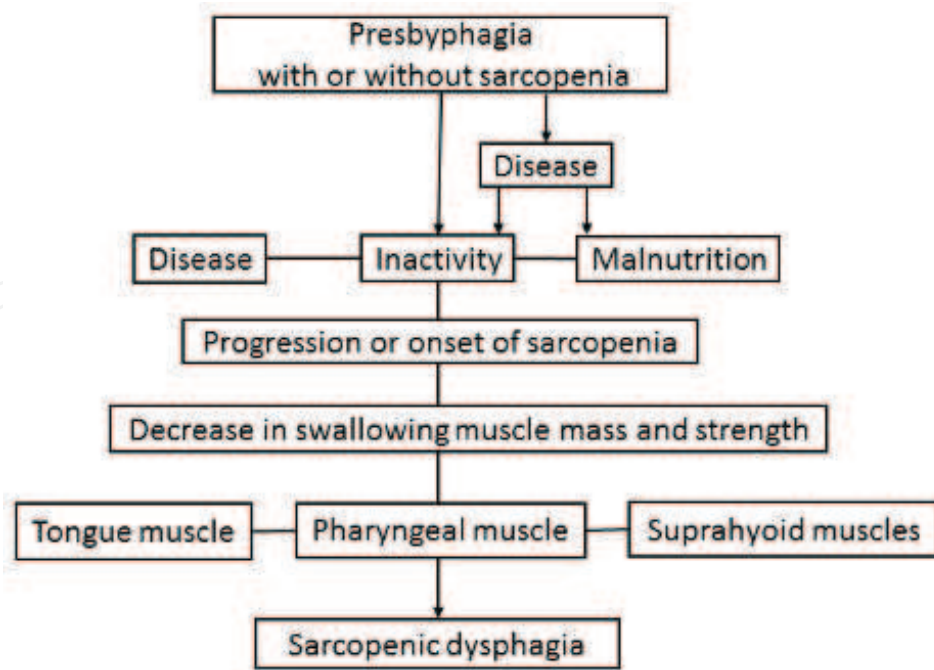 Presbyphagia
with or without sarcopenia
Disease
Disease
Inactivity
Malnutrition
Progression or onset of sarcopenia
Decrease in swallowing muscle mass and strength
Tongue muscle
Pharyngeal muscle
Suprahyoid muscles
Sarcopenic dysphagia